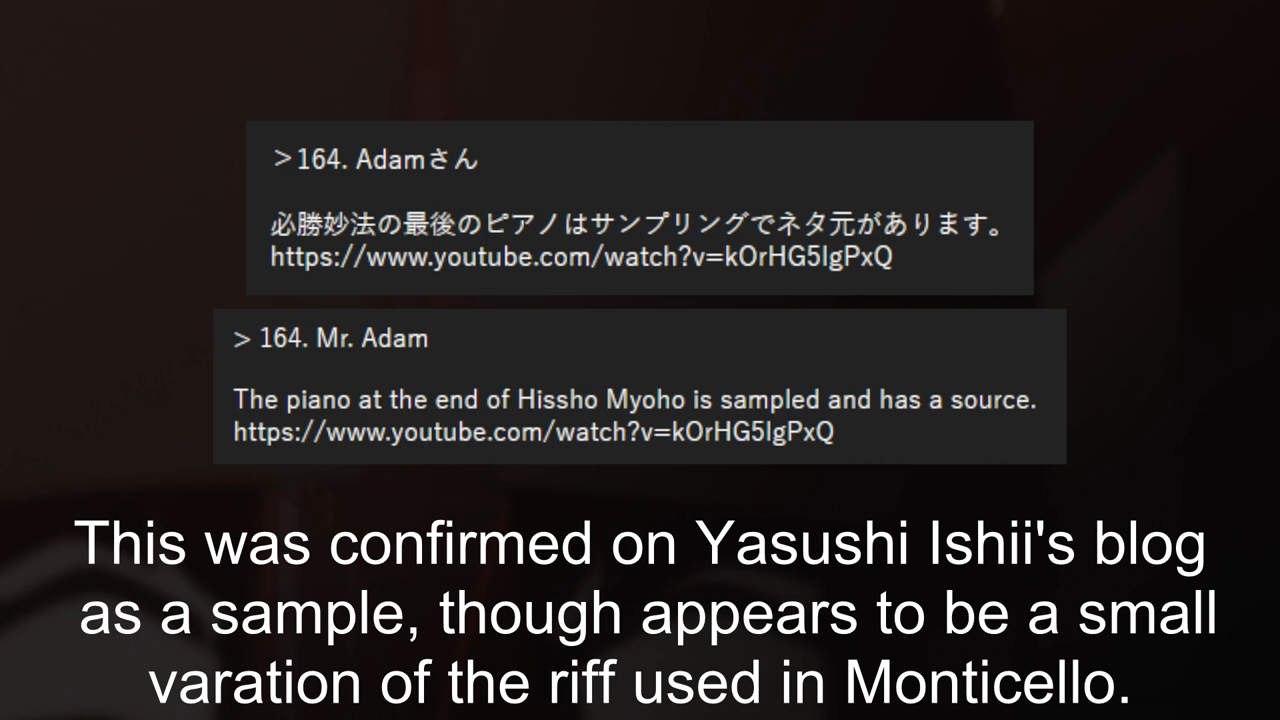 >164. Adamさん
必勝妙法の最後のピアノはサンプリングでネタ元があります。
https://www.youtube.com/watch?v=kOrHG5IgPxQ
> 164. Mr. Adam
The piano at the end of Hissho Myoho is sampled and has a source.
https://www.youtube.com/watch?v=kOrHG5IgPxQ
This was confirmed on Yasushi Ishii's blog
as a sample, though appears to be a small
varation of the riff used in Monticello.